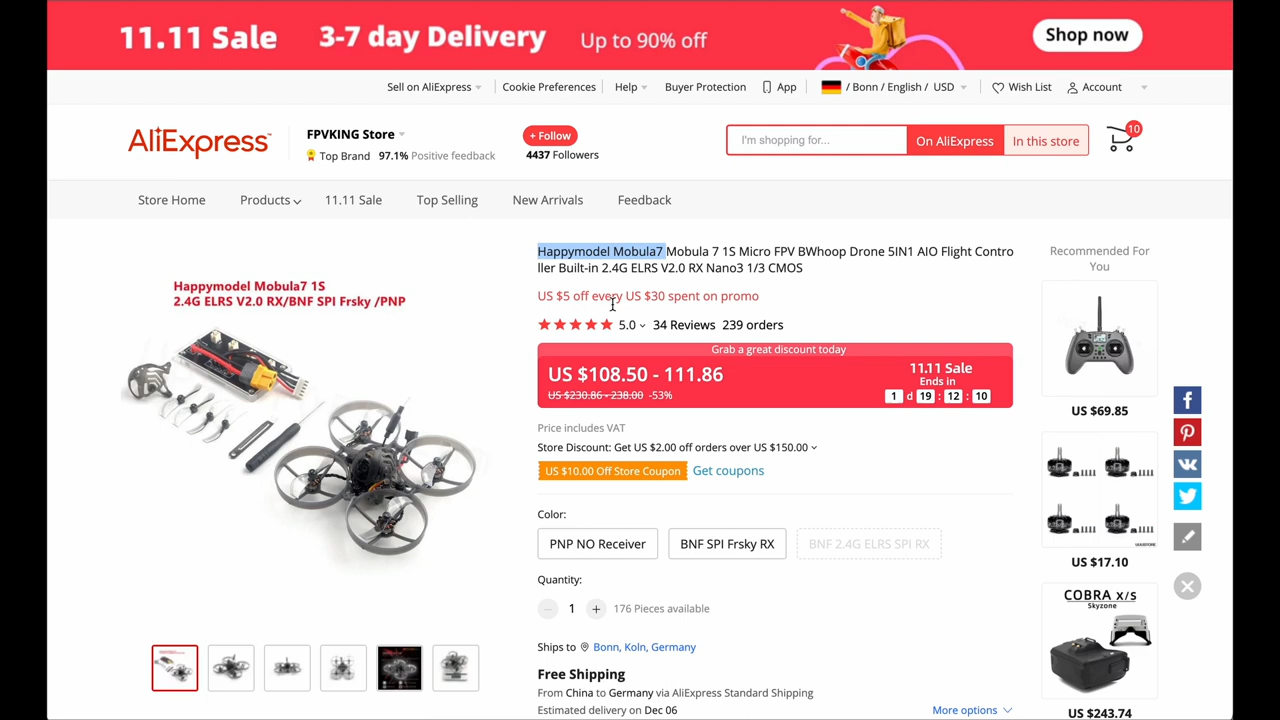 11.11 Sale 3-7 day Delivery Up to 90% off Shop now
Sell on AliExpress Cookie Preferences Help Buyer Protection App / Bonn / English / USD Wish List Account
AliExpress
FPVKING Store
Top Brand 97.1% Positive feedback
+ Follow
4437 Followers
I'm shopping for...
On AliExpress
In this store
10
Store Home Products 11.11 Sale Top Selling New Arrivals Feedback
Happymodel Mobula7 1S
2.4G ELRS V2.0 RX/BNF SPI Frsky /PNP
Happymodel Mobula7 Mobula 7 1S Micro FPV BWhoop Drone 5IN1 AIO Flight Contro
ller Built-in 2.4G ELRS V2.0 RX Nano3 1/3 CMOS
US $5 off every US $30 spent on promo
5.0 34 Reviews 239 orders
Grab a great discount today
US $108.50 - 111.86
US $230.86 - 238.00 -53%
11.11 Sale
Ends in
1 d 19 : 12 : 10
Price includes VAT
Store Discount: Get US $2.00 off orders over US $150.00
US $10.00 Off Store Coupon Get coupons
Color:
PNP NO Receiver BNF SPI Frsky RX BNF 2.4G ELRS SPI RX
Quantity:
1 + 176 Pieces available
Ships to Bonn, Koln, Germany
Free Shipping
From China to Germany via AliExpress Standard Shipping
Estimated delivery on Dec 06
More options
Recommended For
You
US $69.85
US $17.10
COBRA X/S
Skyzone
US $243.74